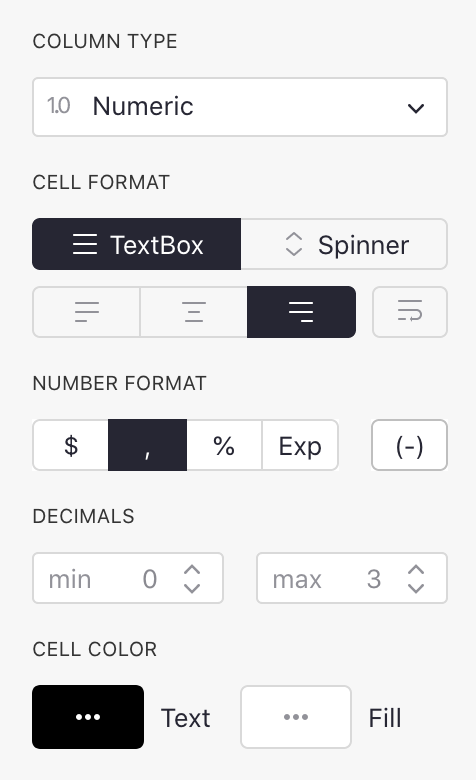 COLUMN TYPE
1.0 Numeric
CELL FORMAT
TextBox Spinner
NUMBER FORMAT
$ , % Exp (-)
DECIMALS
min 0 max 3
CELL COLOR
Text Fill